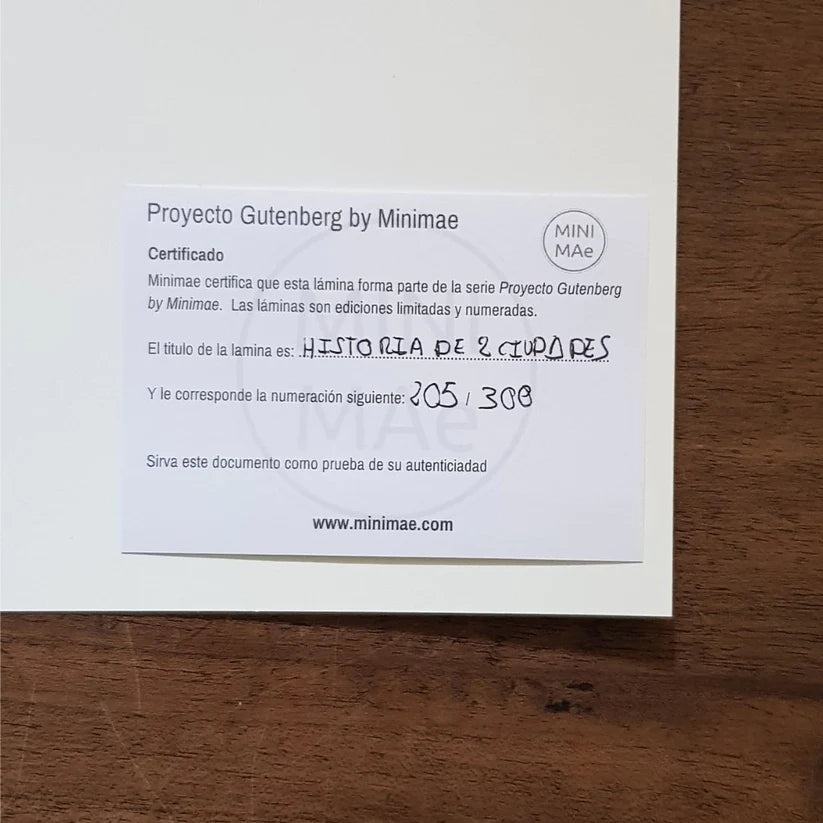 Proyecto Gutenberg by Minimae
MINI
MAe
Certificado
Minimae certifica que esta lámina forma parte de la serie Proyecto Gutenberg
by Minimae. Las láminas son ediciones limitadas y numeradas.
El titulo de la lamina es: HISTORIA DE 2 CIUDADES
Y le corresponde la numeración siguiente: 205 / 300
Sirva este documento como prueba de su autenticiadad
www.minimae.com
MINI
MAe